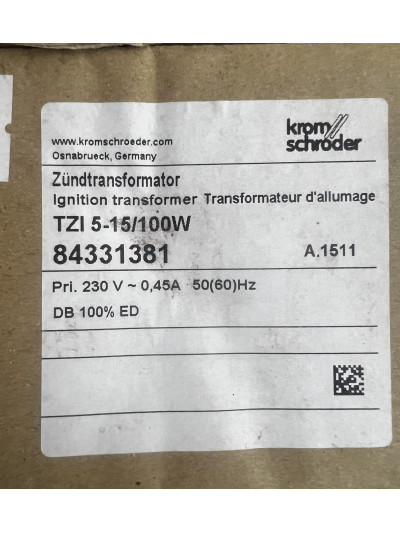 krom
schröder
www.kromschroeder.com
Osnabrueck, Germany
Zündtransformator
Ignition transformer Transformateur d'allumage
TZI 5-15/100W
84331381 A.1511
Pri. 230 V ~ 0,45A 50(60)Hz
DB 100% ED